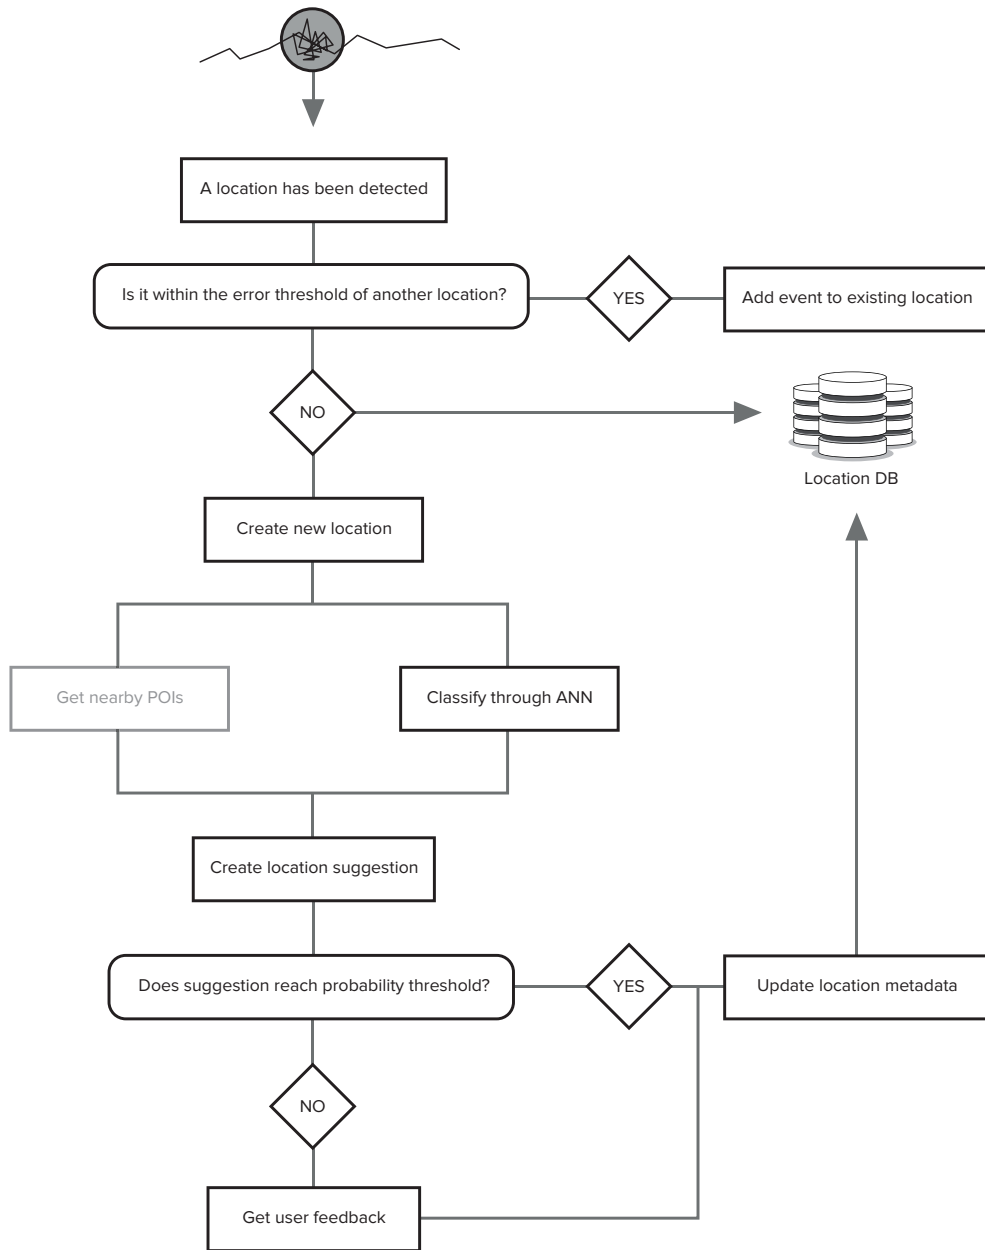 A location has been detected
Is it within the error threshold of another location?
YES
Add event to existing location
NO
Location DB
Create new location
Get nearby POIs
Classify through ANN
Create location suggestion
Does suggestion reach probability threshold?
YES
Update location metadata
NO
Get user feedback